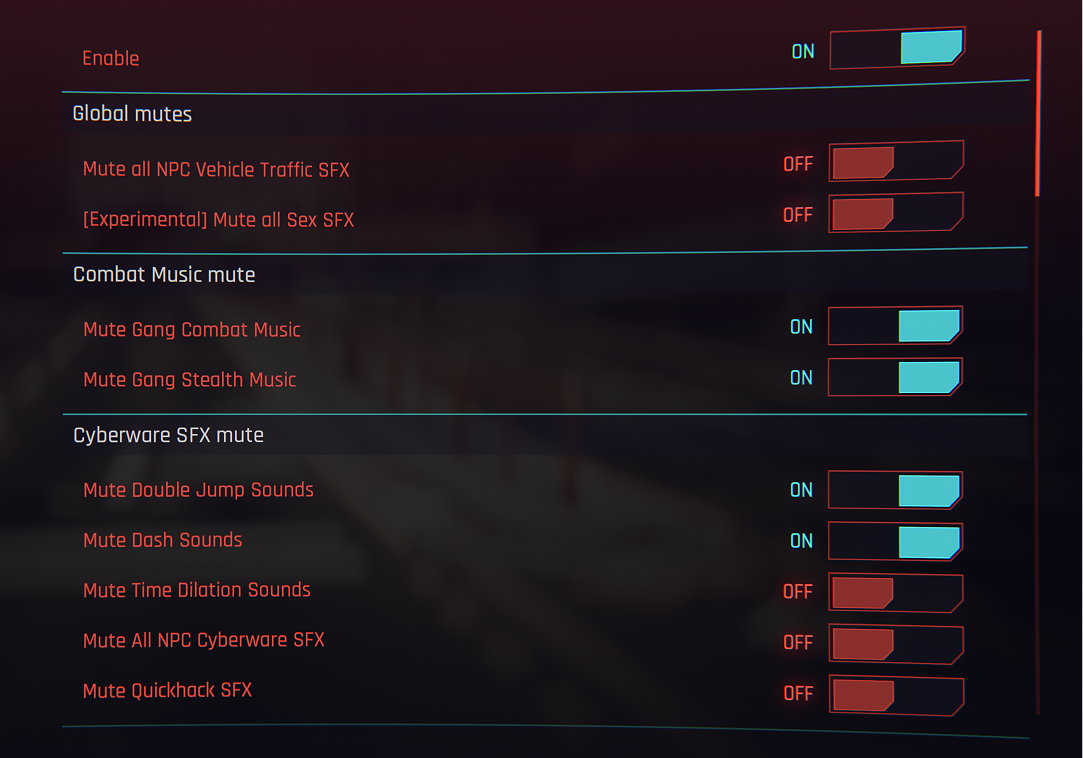 Enable ON
Global mutes
Mute all NPC Vehicle Traffic SFX OFF
[Experimental] Mute all Sex SFX OFF
Combat Music mute
Mute Gang Combat Music ON
Mute Gang Stealth Music ON
Cyberware SFX mute
Mute Double Jump Sounds ON
Mute Dash Sounds ON
Mute Time Dilation Sounds OFF
Mute All NPC Cyberware SFX OFF
Mute Quickhack SFX OFF